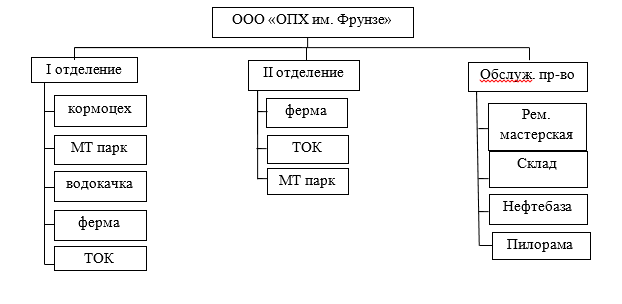 ООО «ОПХ им. Фрунзе»
I отделение
кормоцех
МТ парк
водокачка
ферма
ТОК
II отделение
ферма
ТОК
МТ парк
Обслуж. пр-во
Рем.
мастерская
Склад
Нефтебаза
Пилорама